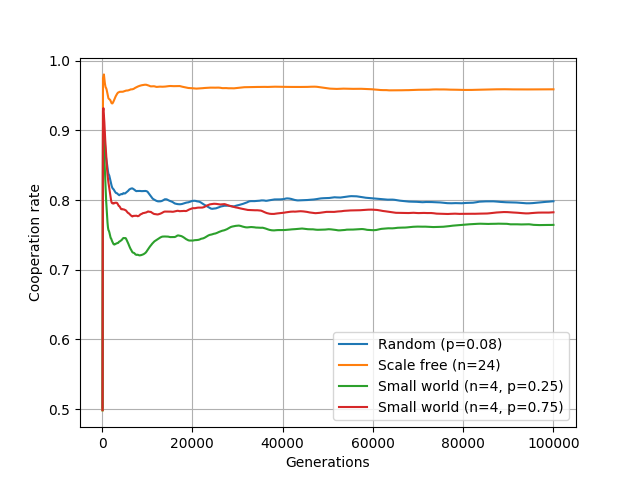 1.0
0.9
0.8
0.7
0.6
0.5
Cooperation rate
Random (p=0.08)
Scale free (n=24)
Small world (n=4, p=0.25)
Small world (n=4, p=0.75)
0 20000 40000 60000 80000 100000
Generations